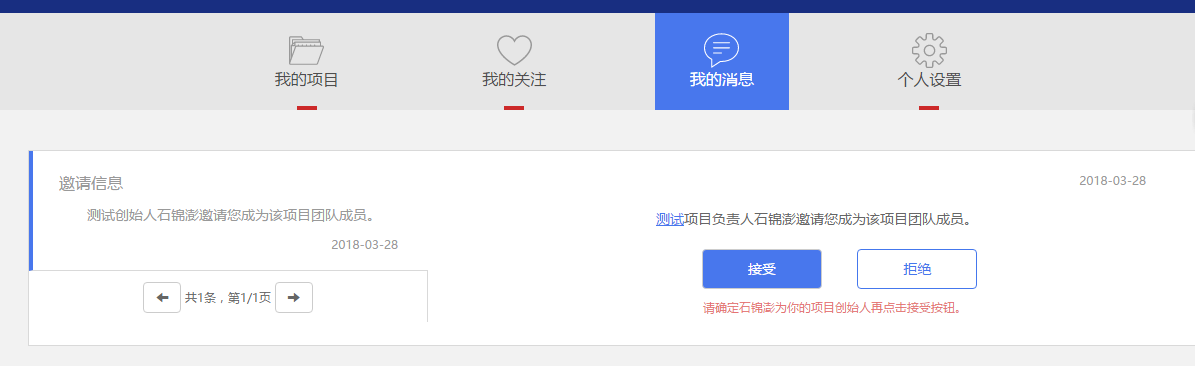 我的项目
我的关注
我的消息
个人设置
邀请信息
测试创始人石锦澎邀请您成为该项目团队成员。
2018-03-28
共1条，第1/1页
2018-03-28
测试项目负责人石锦澎邀请您成为该项目团队成员。
接受
拒绝
请确定石锦澎为你的项目创始人再点击接受按钮。